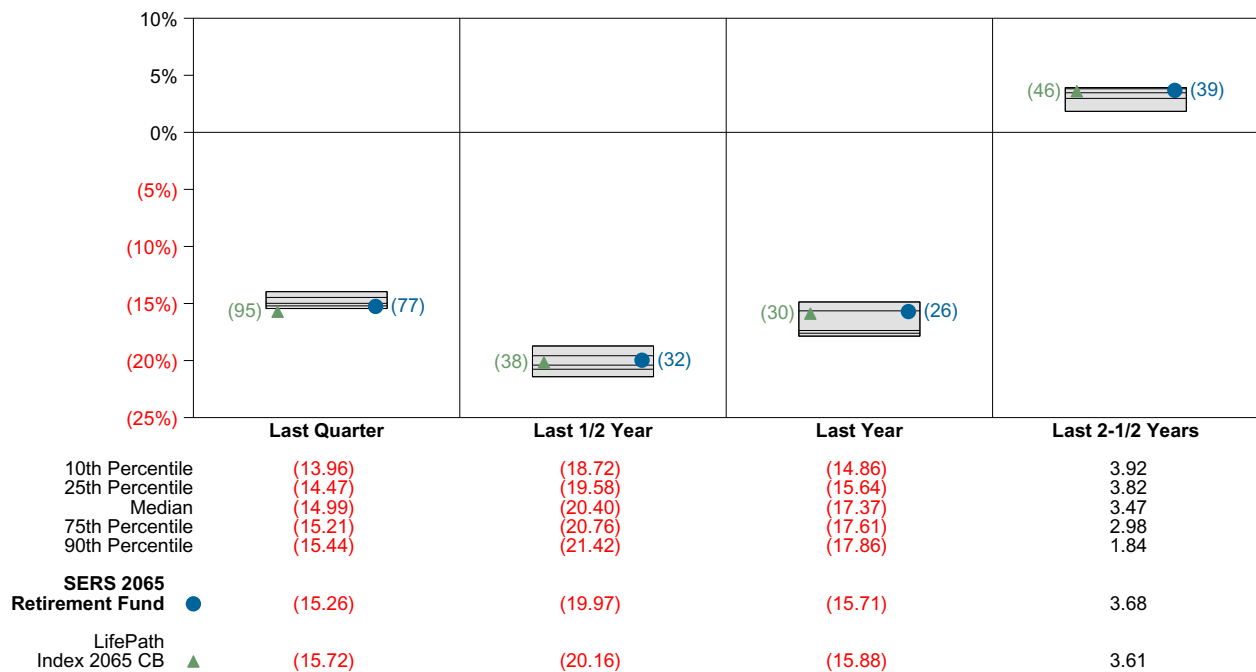 10%
5%
0%
(5%)
(10%)
(15%)
(20%)
(25%)
(95) (77)
(38) (32)
(30) (26)
(46) (39)
Last Quarter Last 1/2 Year Last Year Last 2-1/2 Years
10th Percentile (13.96) (18.72) (14.86) 3.92
25th Percentile (14.47) (19.58) (15.64) 3.82
Median (14.99) (20.40) (17.37) 3.47
75th Percentile (15.21) (20.76) (17.61) 2.98
90th Percentile (15.44) (21.42) (17.86) 1.84
SERS 2065
Retirement Fund (15.26) (19.97) (15.71) 3.68
LifePath
Index 2065 CB (15.72) (20.16) (15.88) 3.61